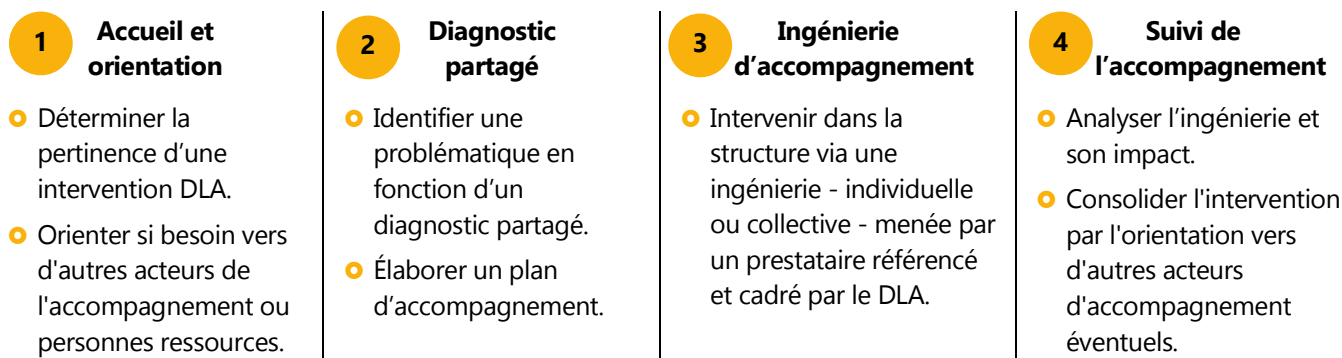 1
Accueil et
orientation
Déterminer la
pertinence d’une
intervention DLA.
Orienter si besoin vers
d'autres acteurs de
l'accompagnement ou
personnes ressources.
2
Diagnostic
partagé
Identifier une
problématique en
fonction d’un
diagnostic partagé.
Élaborer un plan
d’accompagnement.
3
Ingénierie
d’accompagnement
Intervenir dans la
structure via une
ingénierie - individuelle
ou collective - menée par
un prestataire référencé
et cadré par le DLA.
4
Suivi de
l’accompagnement
Analyser l’ingénierie et
son impact.
Consolider l'intervention
par l'orientation vers
d'autres acteurs
d'accompagnement
éventuels.